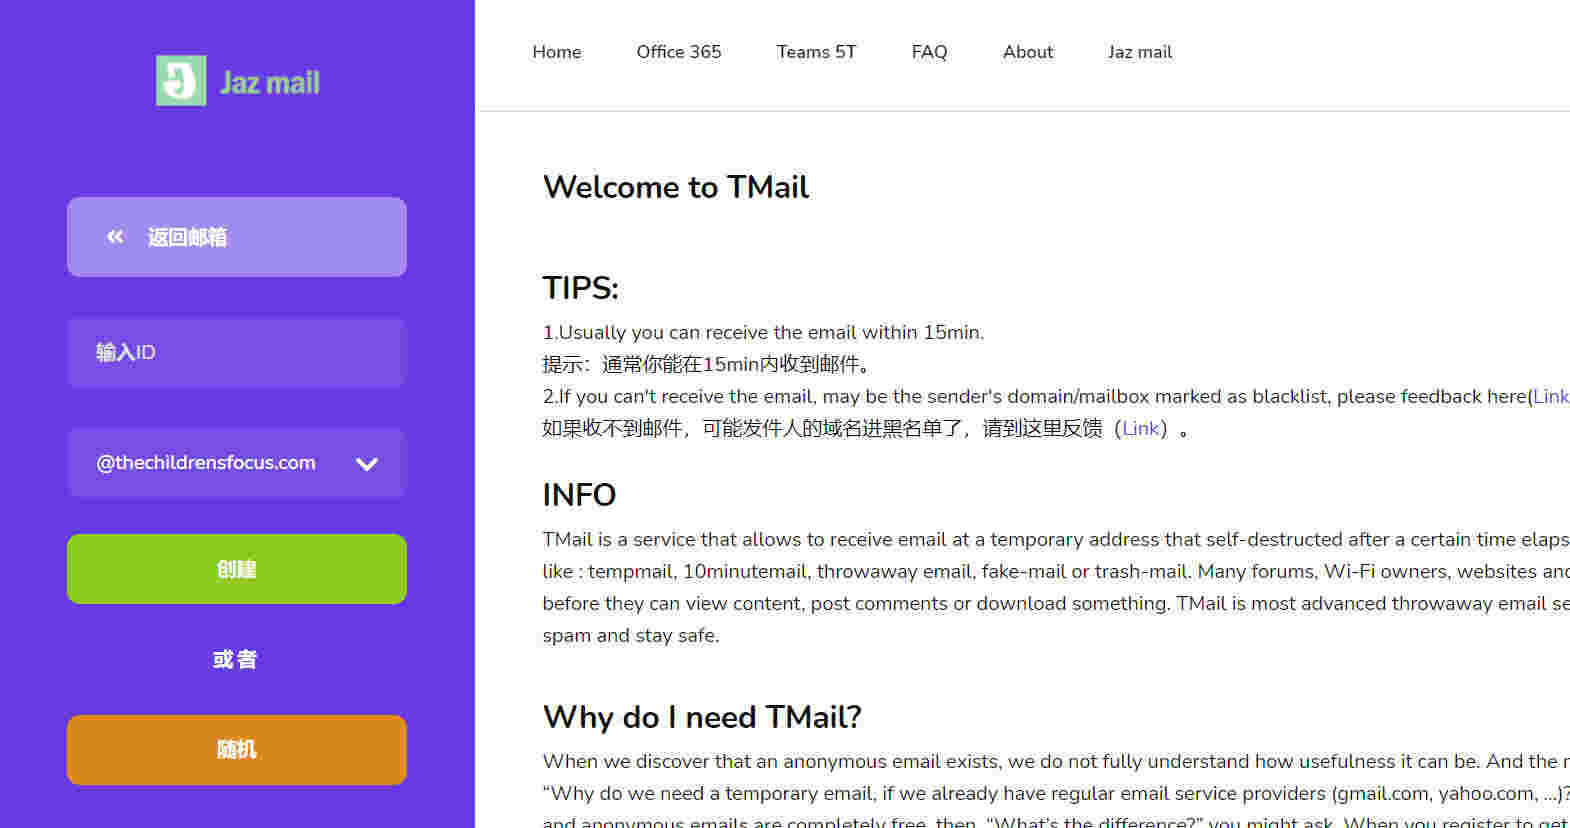 Jaz mail
返回邮箱
输入ID
@thechildrensfocus.com
创建
或者
随机
Home Office 365 Teams 5T FAQ About Jaz mail
Welcome to TMail
TIPS:
1.Usually you can receive the email within 15min.
提示：通常你能在15min内收到邮件。
2.If you can't receive the email, may be the sender's domain/mailbox marked as blacklist, please feedback here(Link
如果收不到邮件，可能发件人的域名进黑名单了，请到这里反馈（Link）。
INFO
TMail is a service that allows to receive email at a temporary address that self-destructed after a certain time elaps
like : tempmail, 10minutemail, throwaway email, fake-mail or trash-mail. Many forums, Wi-Fi owners, websites and
before they can view content, post comments or download something. TMail is most advanced throwaway email se
spam and stay safe.
Why do I need TMail?
When we discover that an anonymous email exists, we do not fully understand how usefulness it can be. And the
“Why do we need a temporary email, if we already have regular email service providers (gmail.com, yahoo.com, …)?
and anonymous emails are completely free, then, “What’s the difference?” you might ask. When you register to get